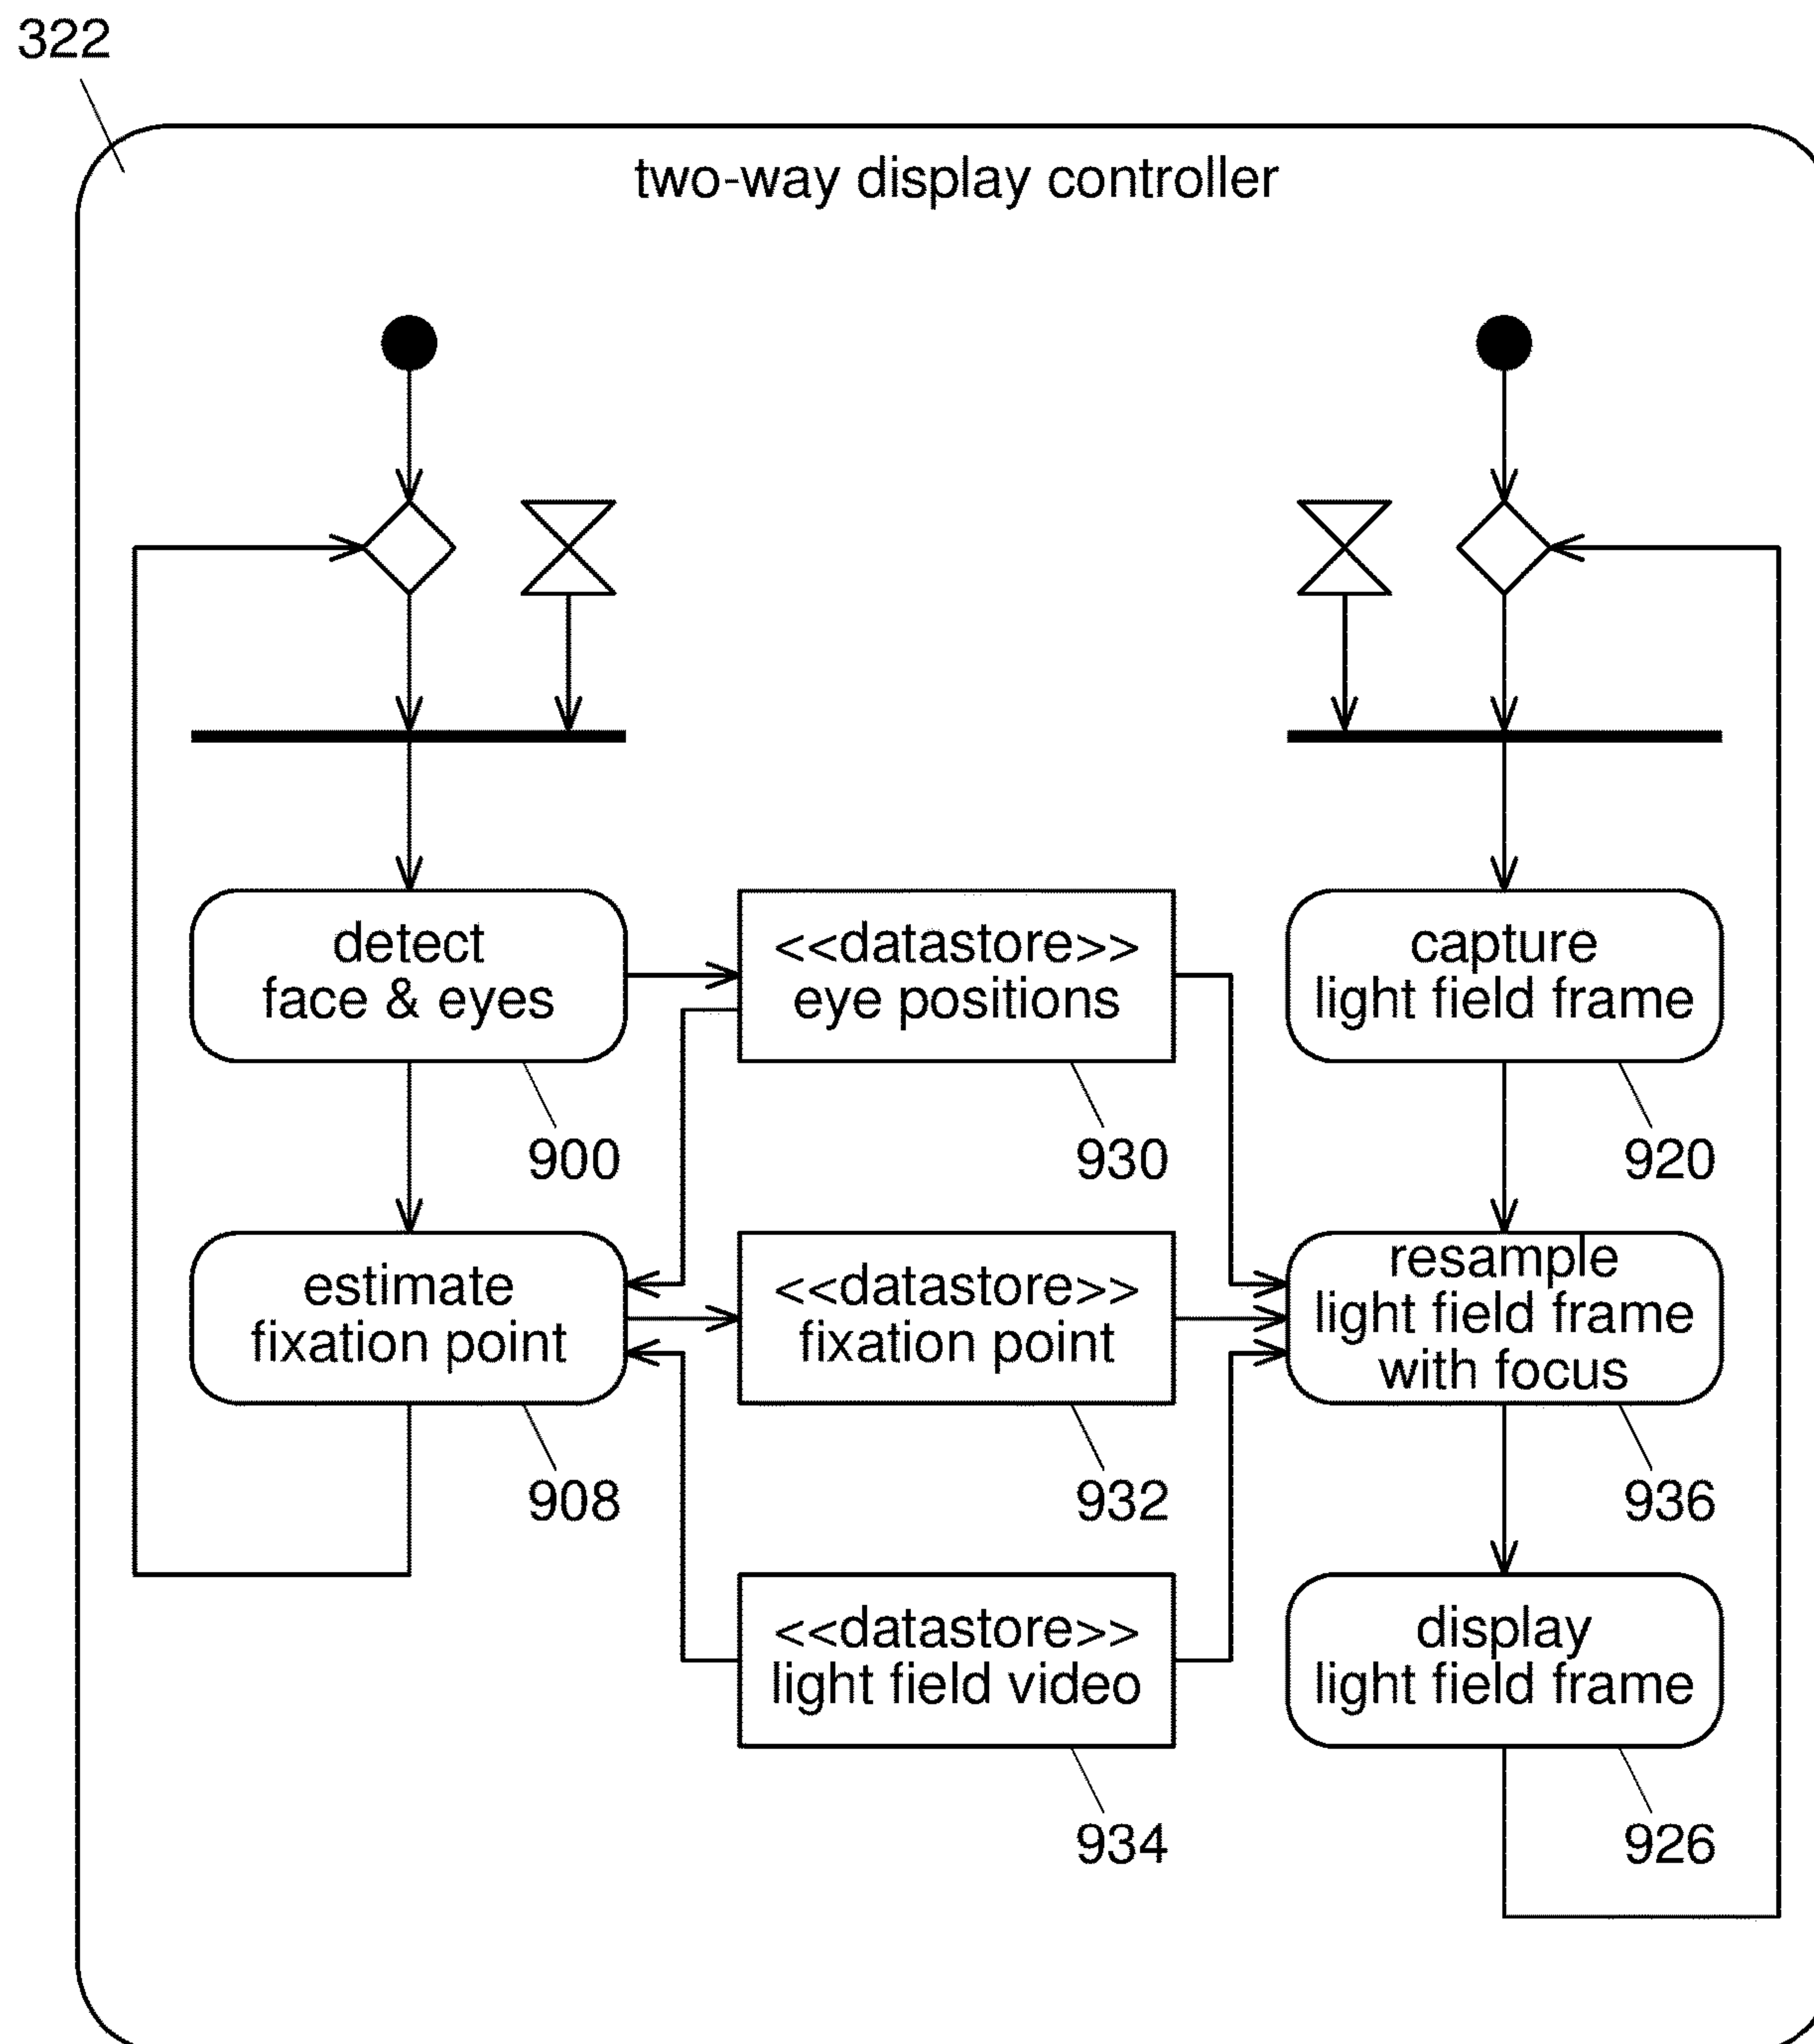 322
two-way display controller
detect
face & eyes
900
<<datastore>>
eye positions
930
capture
light field frame
920
estimate
fixation point
908
<<datastore>>
fixation point
932
resample
light field frame
with focus
936
<<datastore>>
light field video
934
display
light field frame
926